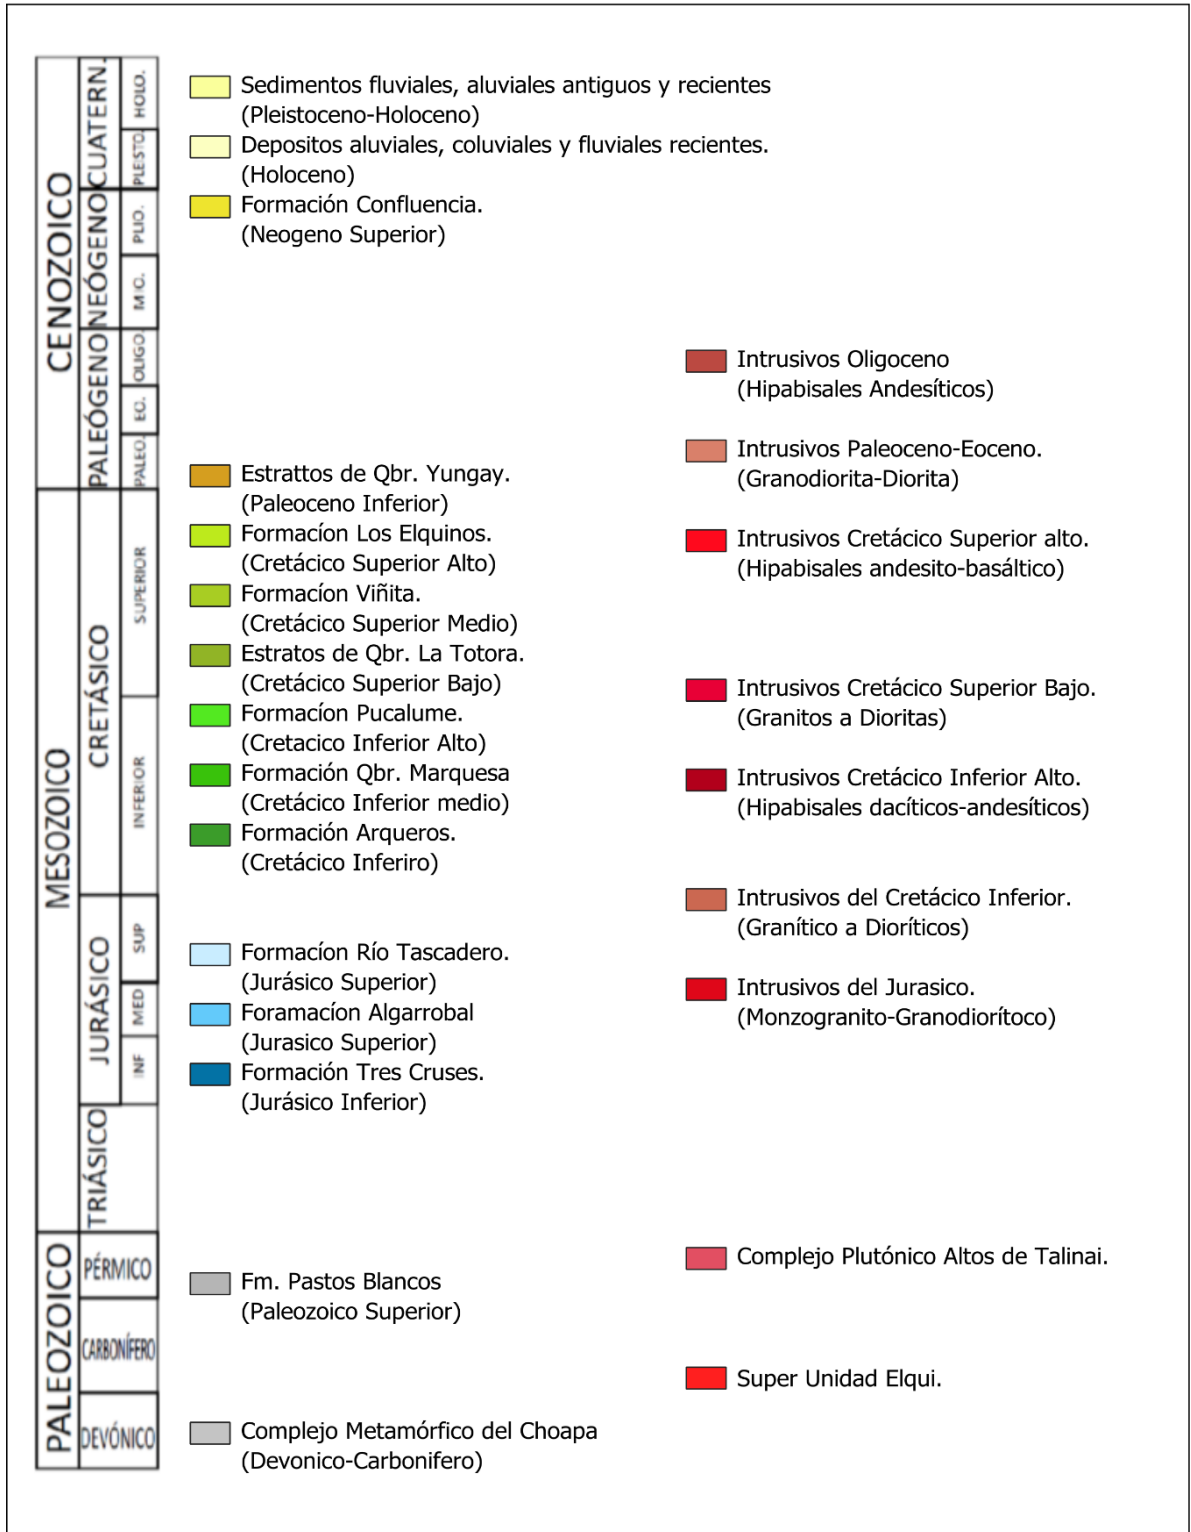 CENOZOICO
MESOZOICO
PALEOZOICO
CUATERN.
NEÓGENO
PALEÓGENO
CRETÁSICO
JURÁSICO
TRIÁSICO
PÉRMICO
CARBONÍFERO
DEVÓNICO
HOLO.
PLEISTO.
PLIO.
MIO.
OLIGO.
EO.
PALEO.
SUPERIOR
INFERIOR
SUP
MED
INF
Sedimentos fluviales, aluviales antiguos y recientes
(Pleistoceno-Holoceno)
Depositos aluviales, coluviales y fluviales recientes.
(Holoceno)
Formación Confluencia.
(Neogeno Superior)
Estrattos de Qbr. Yungay.
(Paleoceno Inferior)
Formacíon Los Elquinos.
(Cretácico Superior Alto)
Formacíon Viñita.
(Cretácico Superior Medio)
Estratos de Qbr. La Totora.
(Cretácico Superior Bajo)
Formacíon Pucalume.
(Cretacico Inferior Alto)
Formación Qbr. Marquesa
(Cretácico Inferior medio)
Formación Arqueros.
(Cretácico Inferiro)
Formacíon Río Tascadero.
(Jurásico Superior)
Foramacíon Algarrobal
(Jurasico Superior)
Formación Tres Cruses.
(Jurásico Inferior)
Fm. Pastos Blancos
(Paleozoico Superior)
Complejo Metamórfico del Choapa
(Devonico-Carbonifero)
Intrusivos Oligoceno
(Hipabisales Andesíticos)
Intrusivos Paleoceno-Eoceno.
(Granodiorita-Diorita)
Intrusivos Cretácico Superior alto.
(Hipabisales andesito-basáltico)
Intrusivos Cretácico Superior Bajo.
(Granitos a Dioritas)
Intrusivos Cretácico Inferior Alto.
(Hipabisales dacíticos-andesíticos)
Intrusivos del Cretácico Inferior.
(Granítico a Dioríticos)
Intrusivos del Jurasico.
(Monzogranito-Granodiorítoco)
Complejo Plutónico Altos de Talinai.
Super Unidad Elqui.